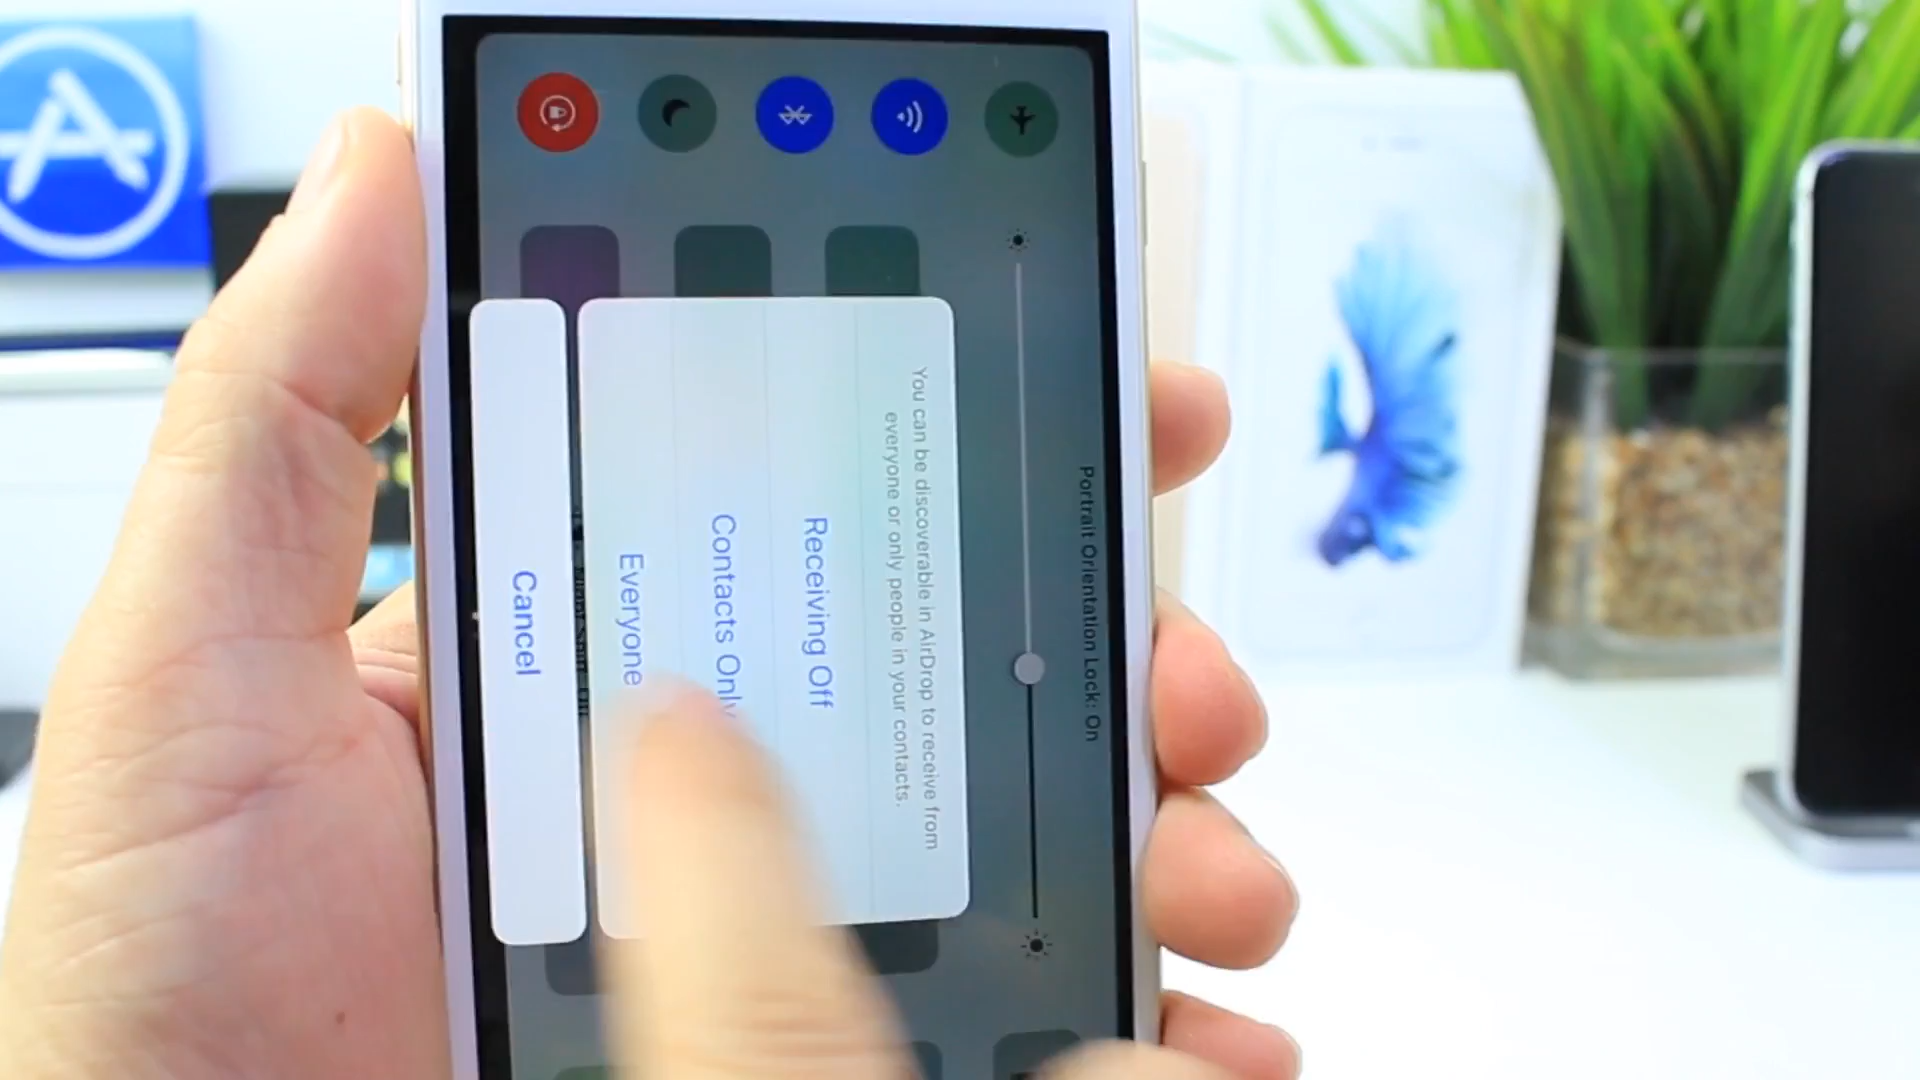 Portrait Orientation Lock: On
You can be discoverable in AirDrop to receive from
everyone or only people in your contacts.
Receiving Off
Contacts Only
Everyone
Cancel